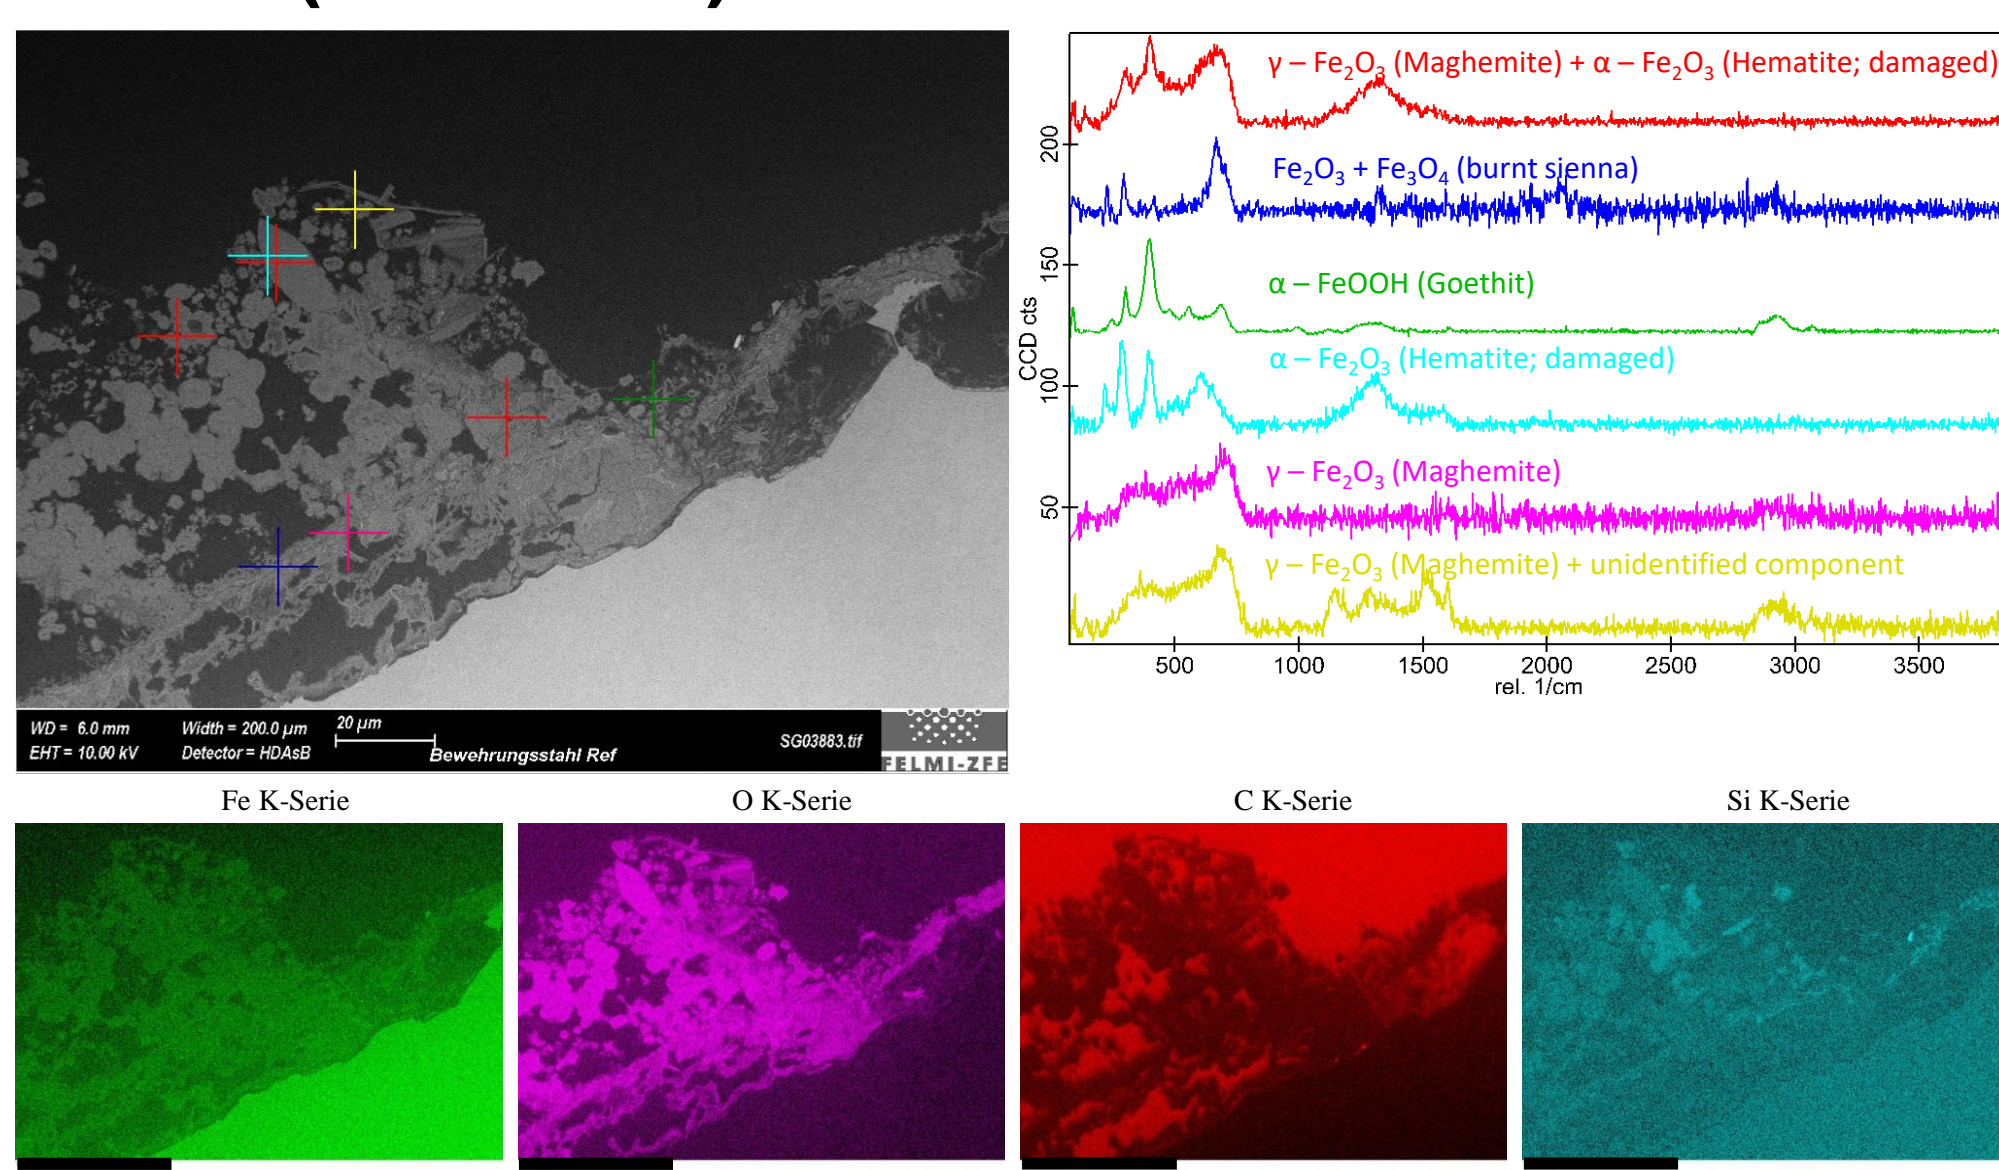 γ – Fe₂O₃ (Maghemite) + α – Fe₂O₃ (Hematite; damaged)
Fe₂O₃ + Fe₃O₄ (burnt sienna)
α – FeOOH (Goethit)
α – Fe₂O₃ (Hematite; damaged)
γ – Fe₂O₃ (Maghemite)
γ – Fe₂O₃ (Maghemite) + unidentified component
CCD cts
200
150
100
50
500 1000 1500 2000 2500 3000 3500
rel. 1/cm
WD = 6.0 mm Width = 200.0 µm 20 µm
EHT = 10.00 kV Detector = HDAsB Bewehrungsstahl Ref SG03883.tif
FELMI-ZFE
Fe K-Serie O K-Serie C K-Serie Si K-Serie